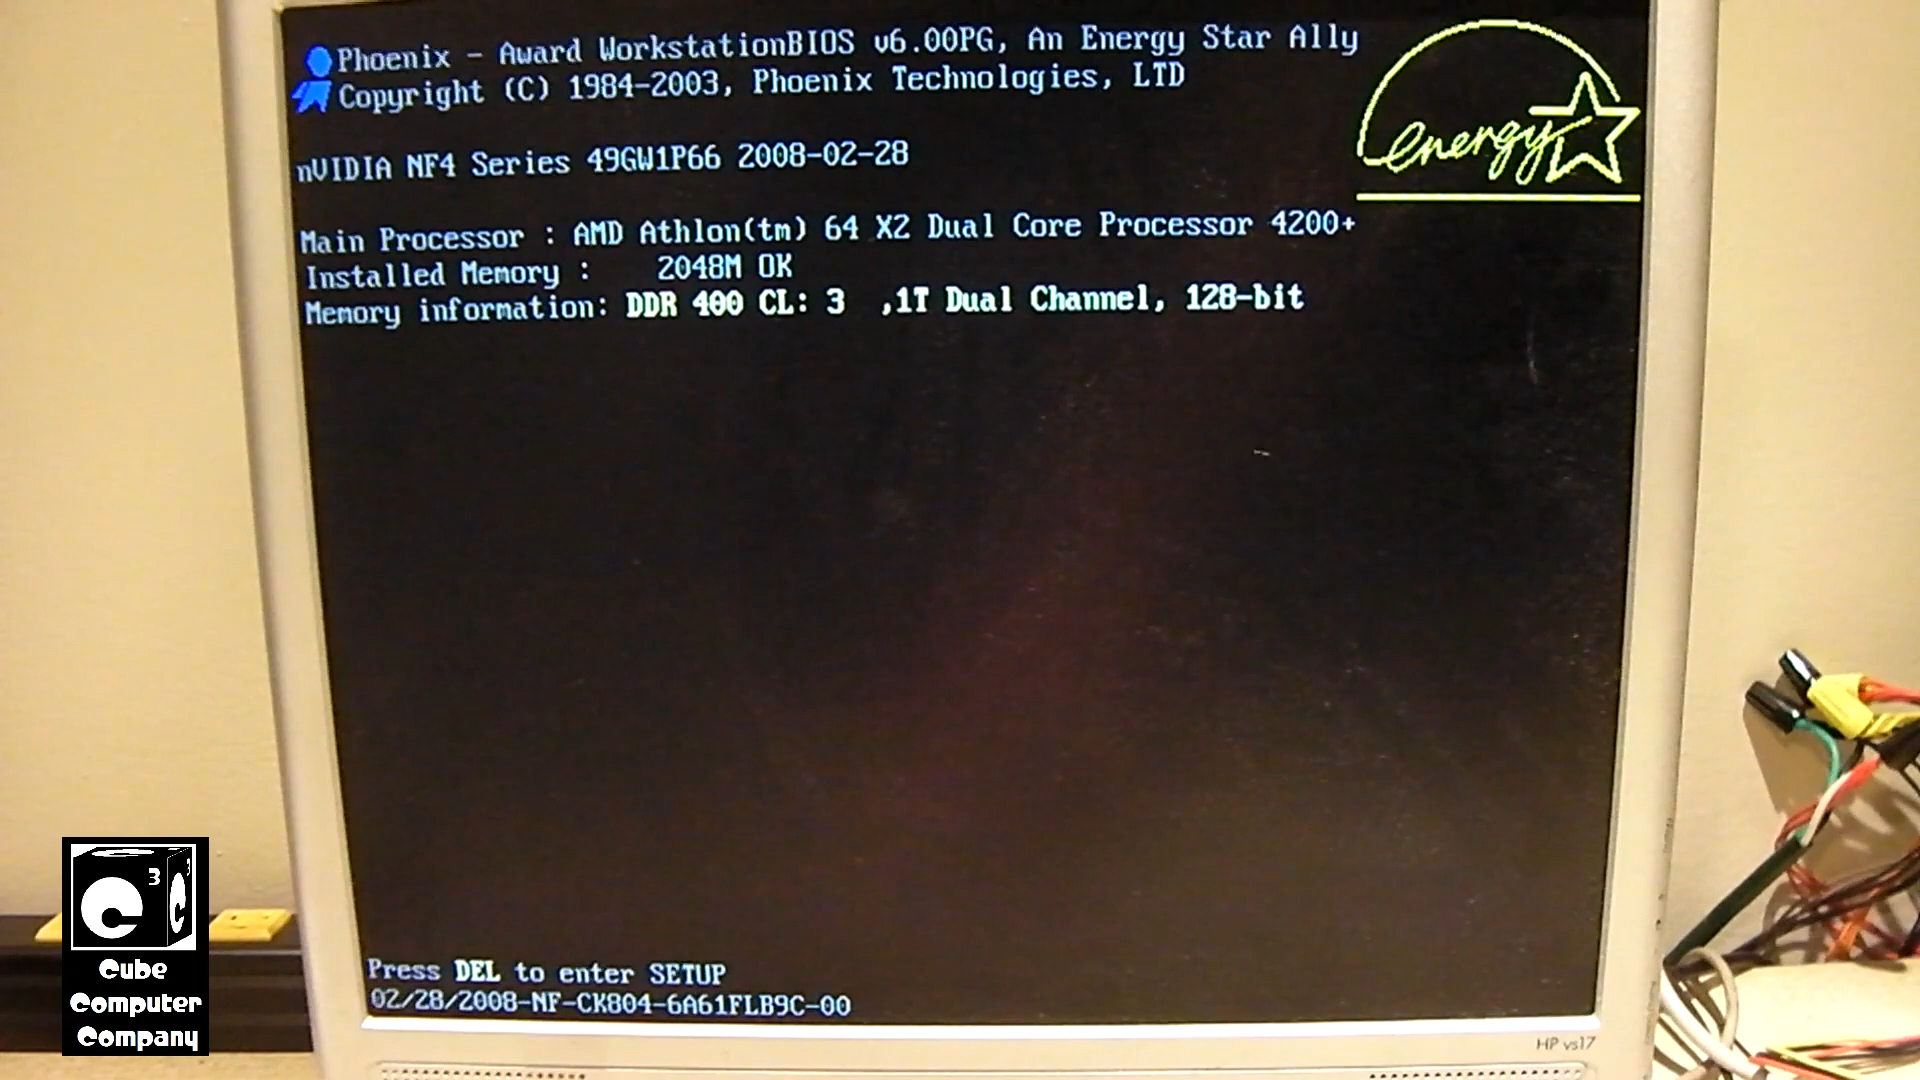 Phoenix - Award WorkstationBIOS v6.00PG, An Energy Star Ally
Copyright (C) 1984-2003, Phoenix Technologies, LTD
energy
nVIDIA NF4 Series 49GW1P66 2008-02-28
Main Processor : AMD Athlon(tm) 64 X2 Dual Core Processor 4200+
Installed Memory : 2048M OK
Memory information: DDR 400 CL: 3 ,1T Dual Channel, 128-bit
Press DEL to enter SETUP
02/28/2008-NF-CK804-6A61FLB9C-00
HP vs17
C 3 C 3
Cube
Computer
Company